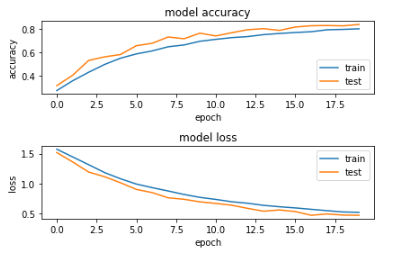 model accuracy
accuracy
0.8
0.6
0.4
train
test
0.0 2.5 5.0 7.5 10.0 12.5 15.0 17.5
epoch
model loss
loss
1.5
1.0
0.5
train
test
0.0 2.5 5.0 7.5 10.0 12.5 15.0 17.5
epoch